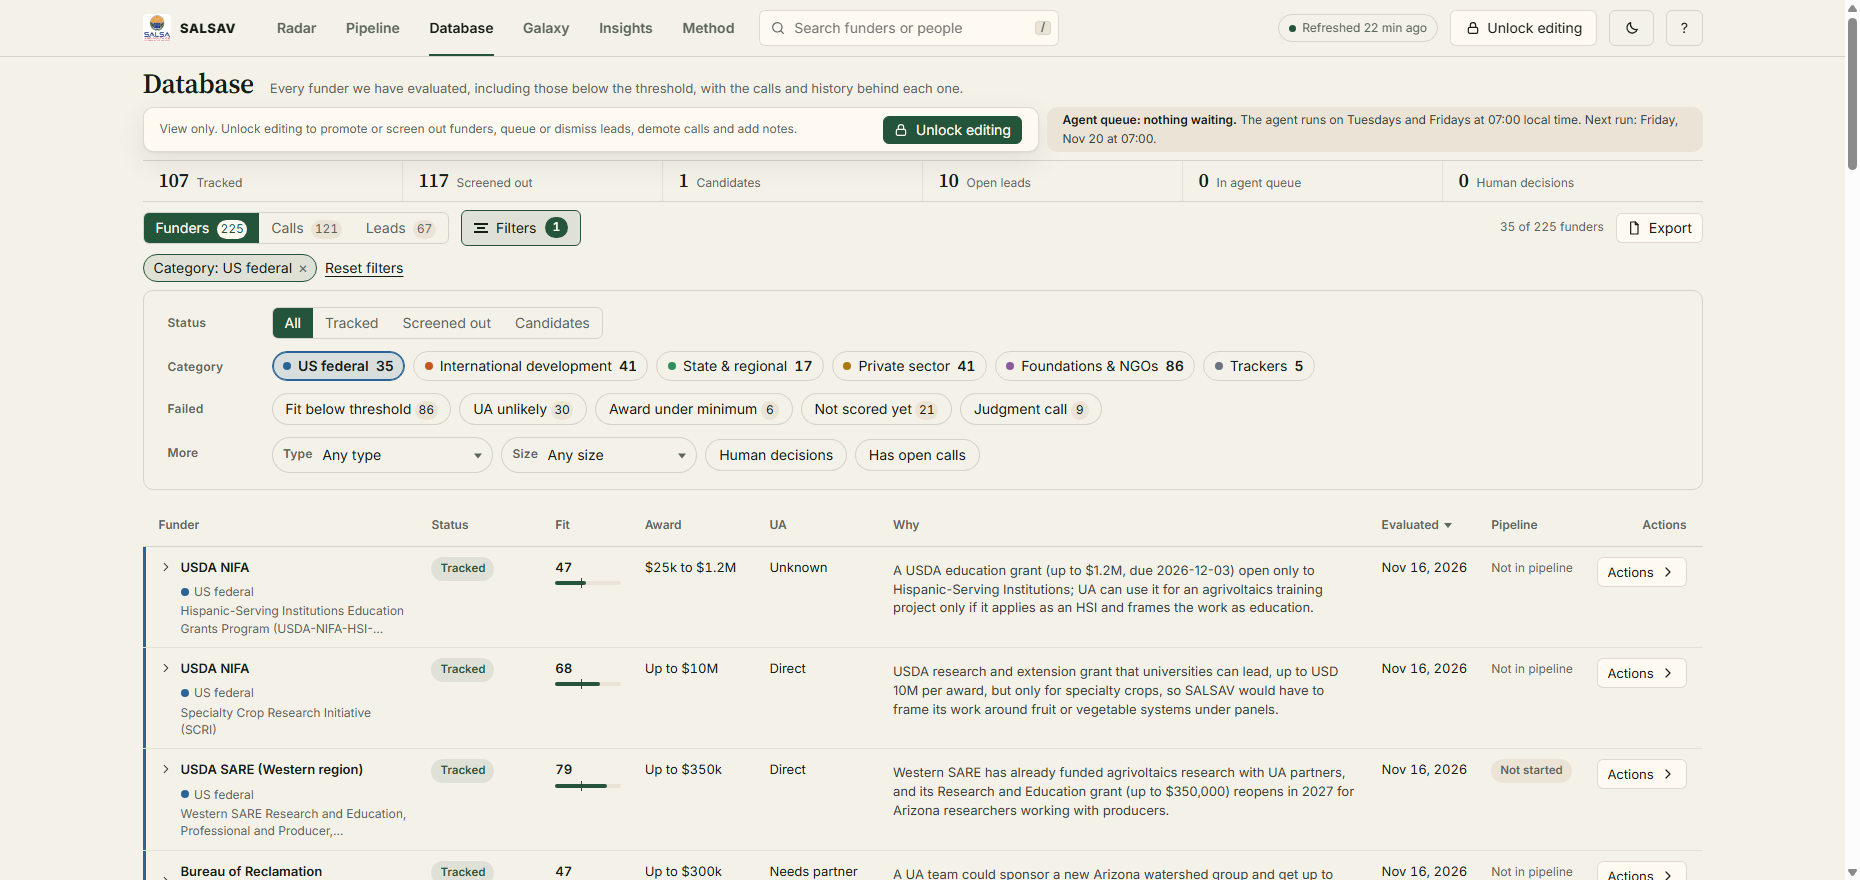 SALSA
SALSAV
Radar
Pipeline
Database
Galaxy
Insights
Method
Search funders or people
/
Refreshed 22 min ago
Unlock editing
?
Database
Every funder we have evaluated, including those below the threshold, with the calls and history behind each one.
View only. Unlock editing to promote or screen out funders, queue or dismiss leads, demote calls and add notes.
Unlock editing
Agent queue: nothing waiting. The agent runs on Tuesdays and Fridays at 07:00 local time. Next run: Friday,
Nov 20 at 07:00.
107 Tracked
117 Screened out
1 Candidates
10 Open leads
0 In agent queue
0 Human decisions
Funders 225
Calls 121
Leads 67
Filters 1
35 of 225 funders
Export
Category: US federal ×
Reset filters
Status
All
Tracked
Screened out
Candidates
Category
US federal 35
International development 41
State & regional 17
Private sector 41
Foundations & NGOs 86
Trackers 5
Failed
Fit below threshold 86
UA unlikely 30
Award under minimum 6
Not scored yet 21
Judgment call 9
More
Type Any type
Size Any size
Human decisions
Has open calls
Funder
Status
Fit
Award
UA
Why
Evaluated
Pipeline
Actions
USDA NIFA
US federal
Hispanic-Serving Institutions Education
Grants Program (USDA-NIFA-HSI-...
Tracked
47
$25k to $1.2M
Unknown
A USDA education grant (up to $1.2M, due 2026-12-03) open only to
Hispanic-Serving Institutions; UA can use it for an agrivoltaics training
project only if it applies as an HSI and frames the work as education.
Nov 16, 2026
Not in pipeline
Actions
USDA NIFA
US federal
Specialty Crop Research Initiative
(SCRI)
Tracked
68
Up to $10M
Direct
USDA research and extension grant that universities can lead, up to USD
10M per award, but only for specialty crops, so SALSAV would have to
frame its work around fruit or vegetable systems under panels.
Nov 16, 2026
Not in pipeline
Actions
USDA SARE (Western region)
US federal
Western SARE Research and Education,
Professional and Producer,...
Tracked
79
Up to $350k
Direct
Western SARE has already funded agrivoltaics research with UA partners,
and its Research and Education grant (up to $350,000) reopens in 2027 for
Arizona researchers working with producers.
Nov 16, 2026
Not started
Actions
Bureau of Reclamation
Tracked
47
Up to $300k
Needs partner
A UA team could sponsor a new Arizona watershed group and get up to
Nov 16, 2026
Not in pipeline
Actions